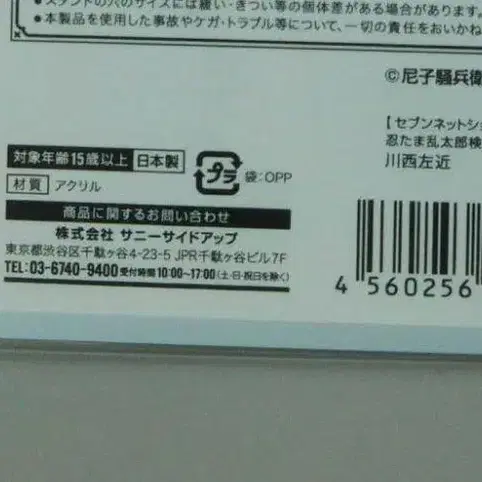 ●スタンドの穴のサイズには緩い・きつい等の個体差がある場合があります。
●本製品を使用した事故やケガ・トラブル等について、一切の責任をおいかね
©尼子騒兵衛
対象年齢15歳以上 日本製
プラ 袋:OPP
材質 アクリル
【セブンネットショ
忍たま乱太郎検
川西左近
商品に関するお問い合わせ
株式会社 サニーサイドアップ
東京都渋谷区千駄ヶ谷4-23-5 JPR千駄ヶ谷ビル7F
TEL:03-6740-9400 受付時間 10:00~17:00(土・日・祝日を除く)
4 560256